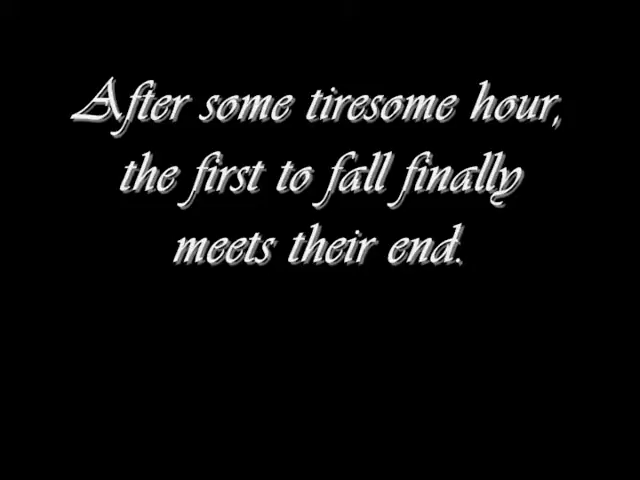 After some tiresome hour,
the first to fall finally
meets their end.